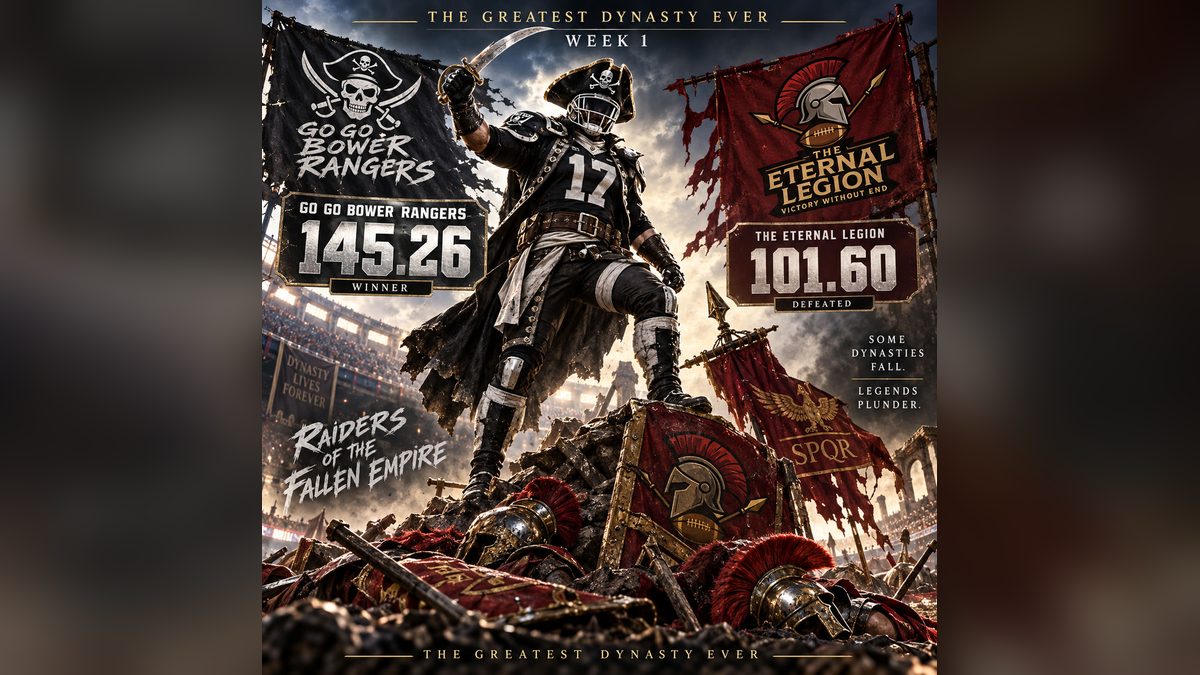 THE GREATEST DYNASTY EVER
WEEK 1
GO GO
BOWER
RANGERS
GO GO BOWER RANGERS
145.26
WINNER
17
THE
ETERNAL
LEGION
VICTORY WITHOUT END
THE ETERNAL LEGION
101.60
DEFEATED
SOME
DYNASTIES
FALL.
LEGENDS
PLUNDER.
DYNASTY
LIVES
FOREVER
RAIDERS
OF THE
FALLEN EMPIRE
SPQR
THE GREATEST DYNASTY EVER